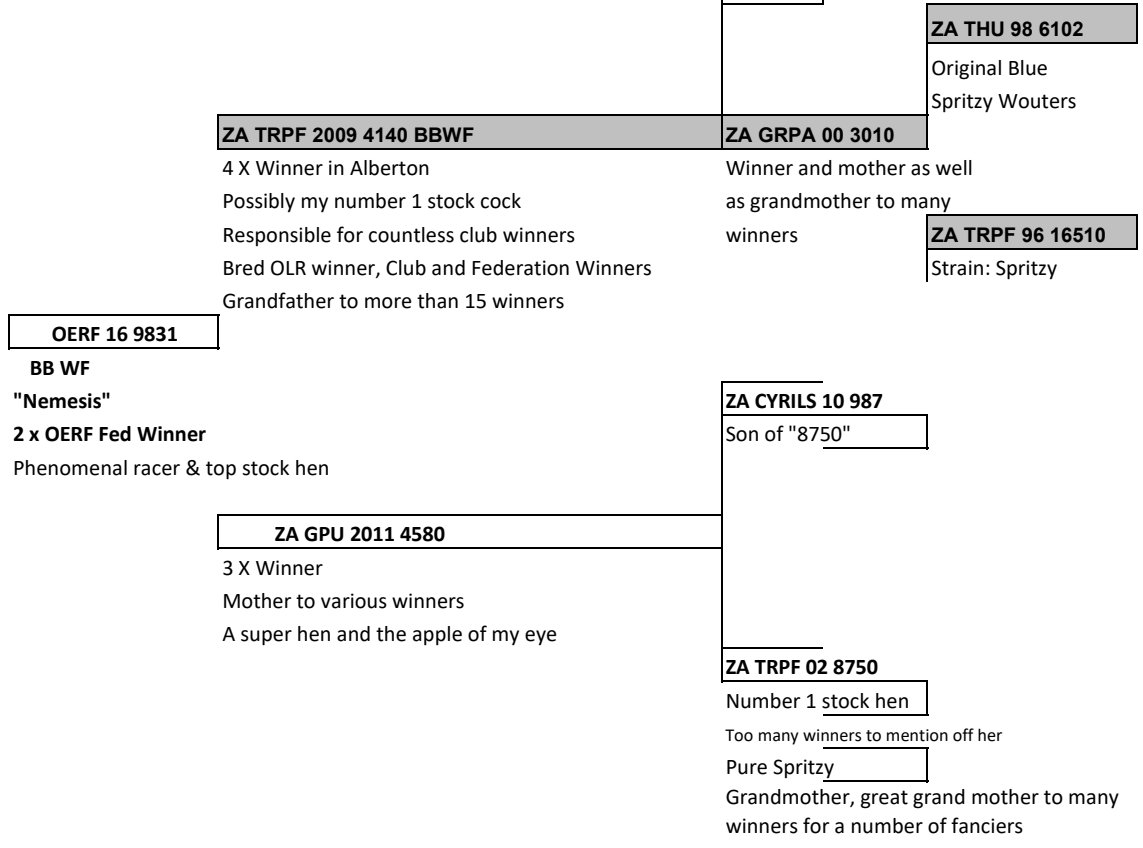 ZA THU 98 6102
Original Blue
Spritzy Wouters
ZA TRPF 2009 4140 BBWF
ZA GRPA 00 3010
4 X Winner in Alberton
Winner and mother as well
Possibly my number 1 stock cock
as grandmother to many
Responsible for countless club winners
winners
ZA TRPF 96 16510
Bred OLR winner, Club and Federation Winners
Strain: Spritzy
Grandfather to more than 15 winners
OERF 16 9831
BB WF
"Nemesis"
ZA CYRILS 10 987
2 x OERF Fed Winner
Son of "8750"
Phenomenal racer & top stock hen
ZA GPU 2011 4580
3 X Winner
Mother to various winners
A super hen and the apple of my eye
ZA TRPF 02 8750
Number 1 stock hen
Too many winners to mention off her
Pure Spritzy
Grandmother, great grand mother to many
winners for a number of fanciers